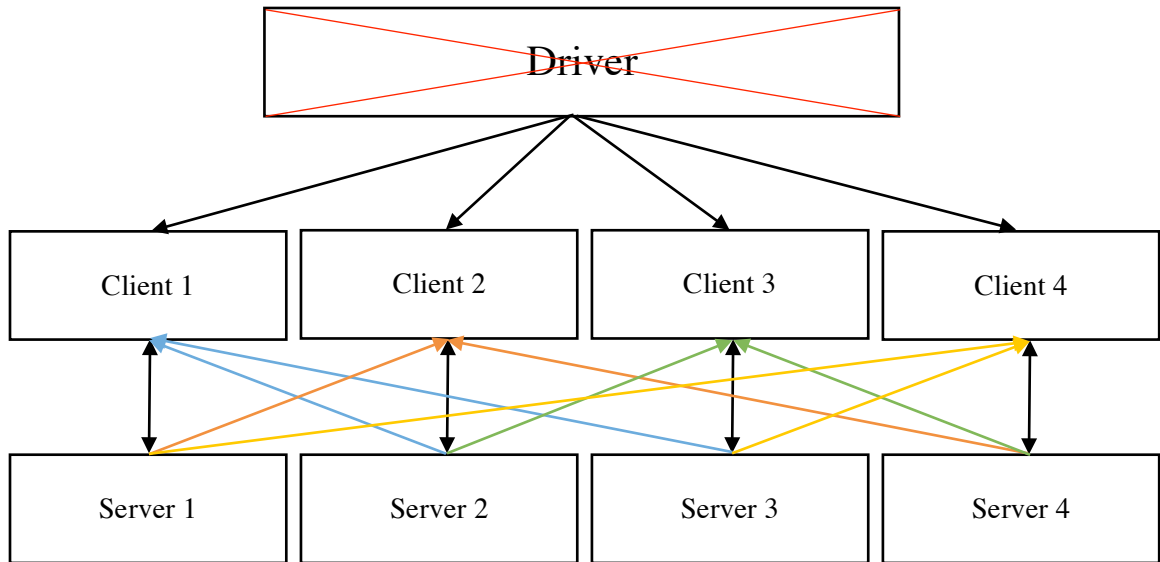 Driver
Client 1
Client 2
Client 3
Client 4
Server 1
Server 2
Server 3
Server 4